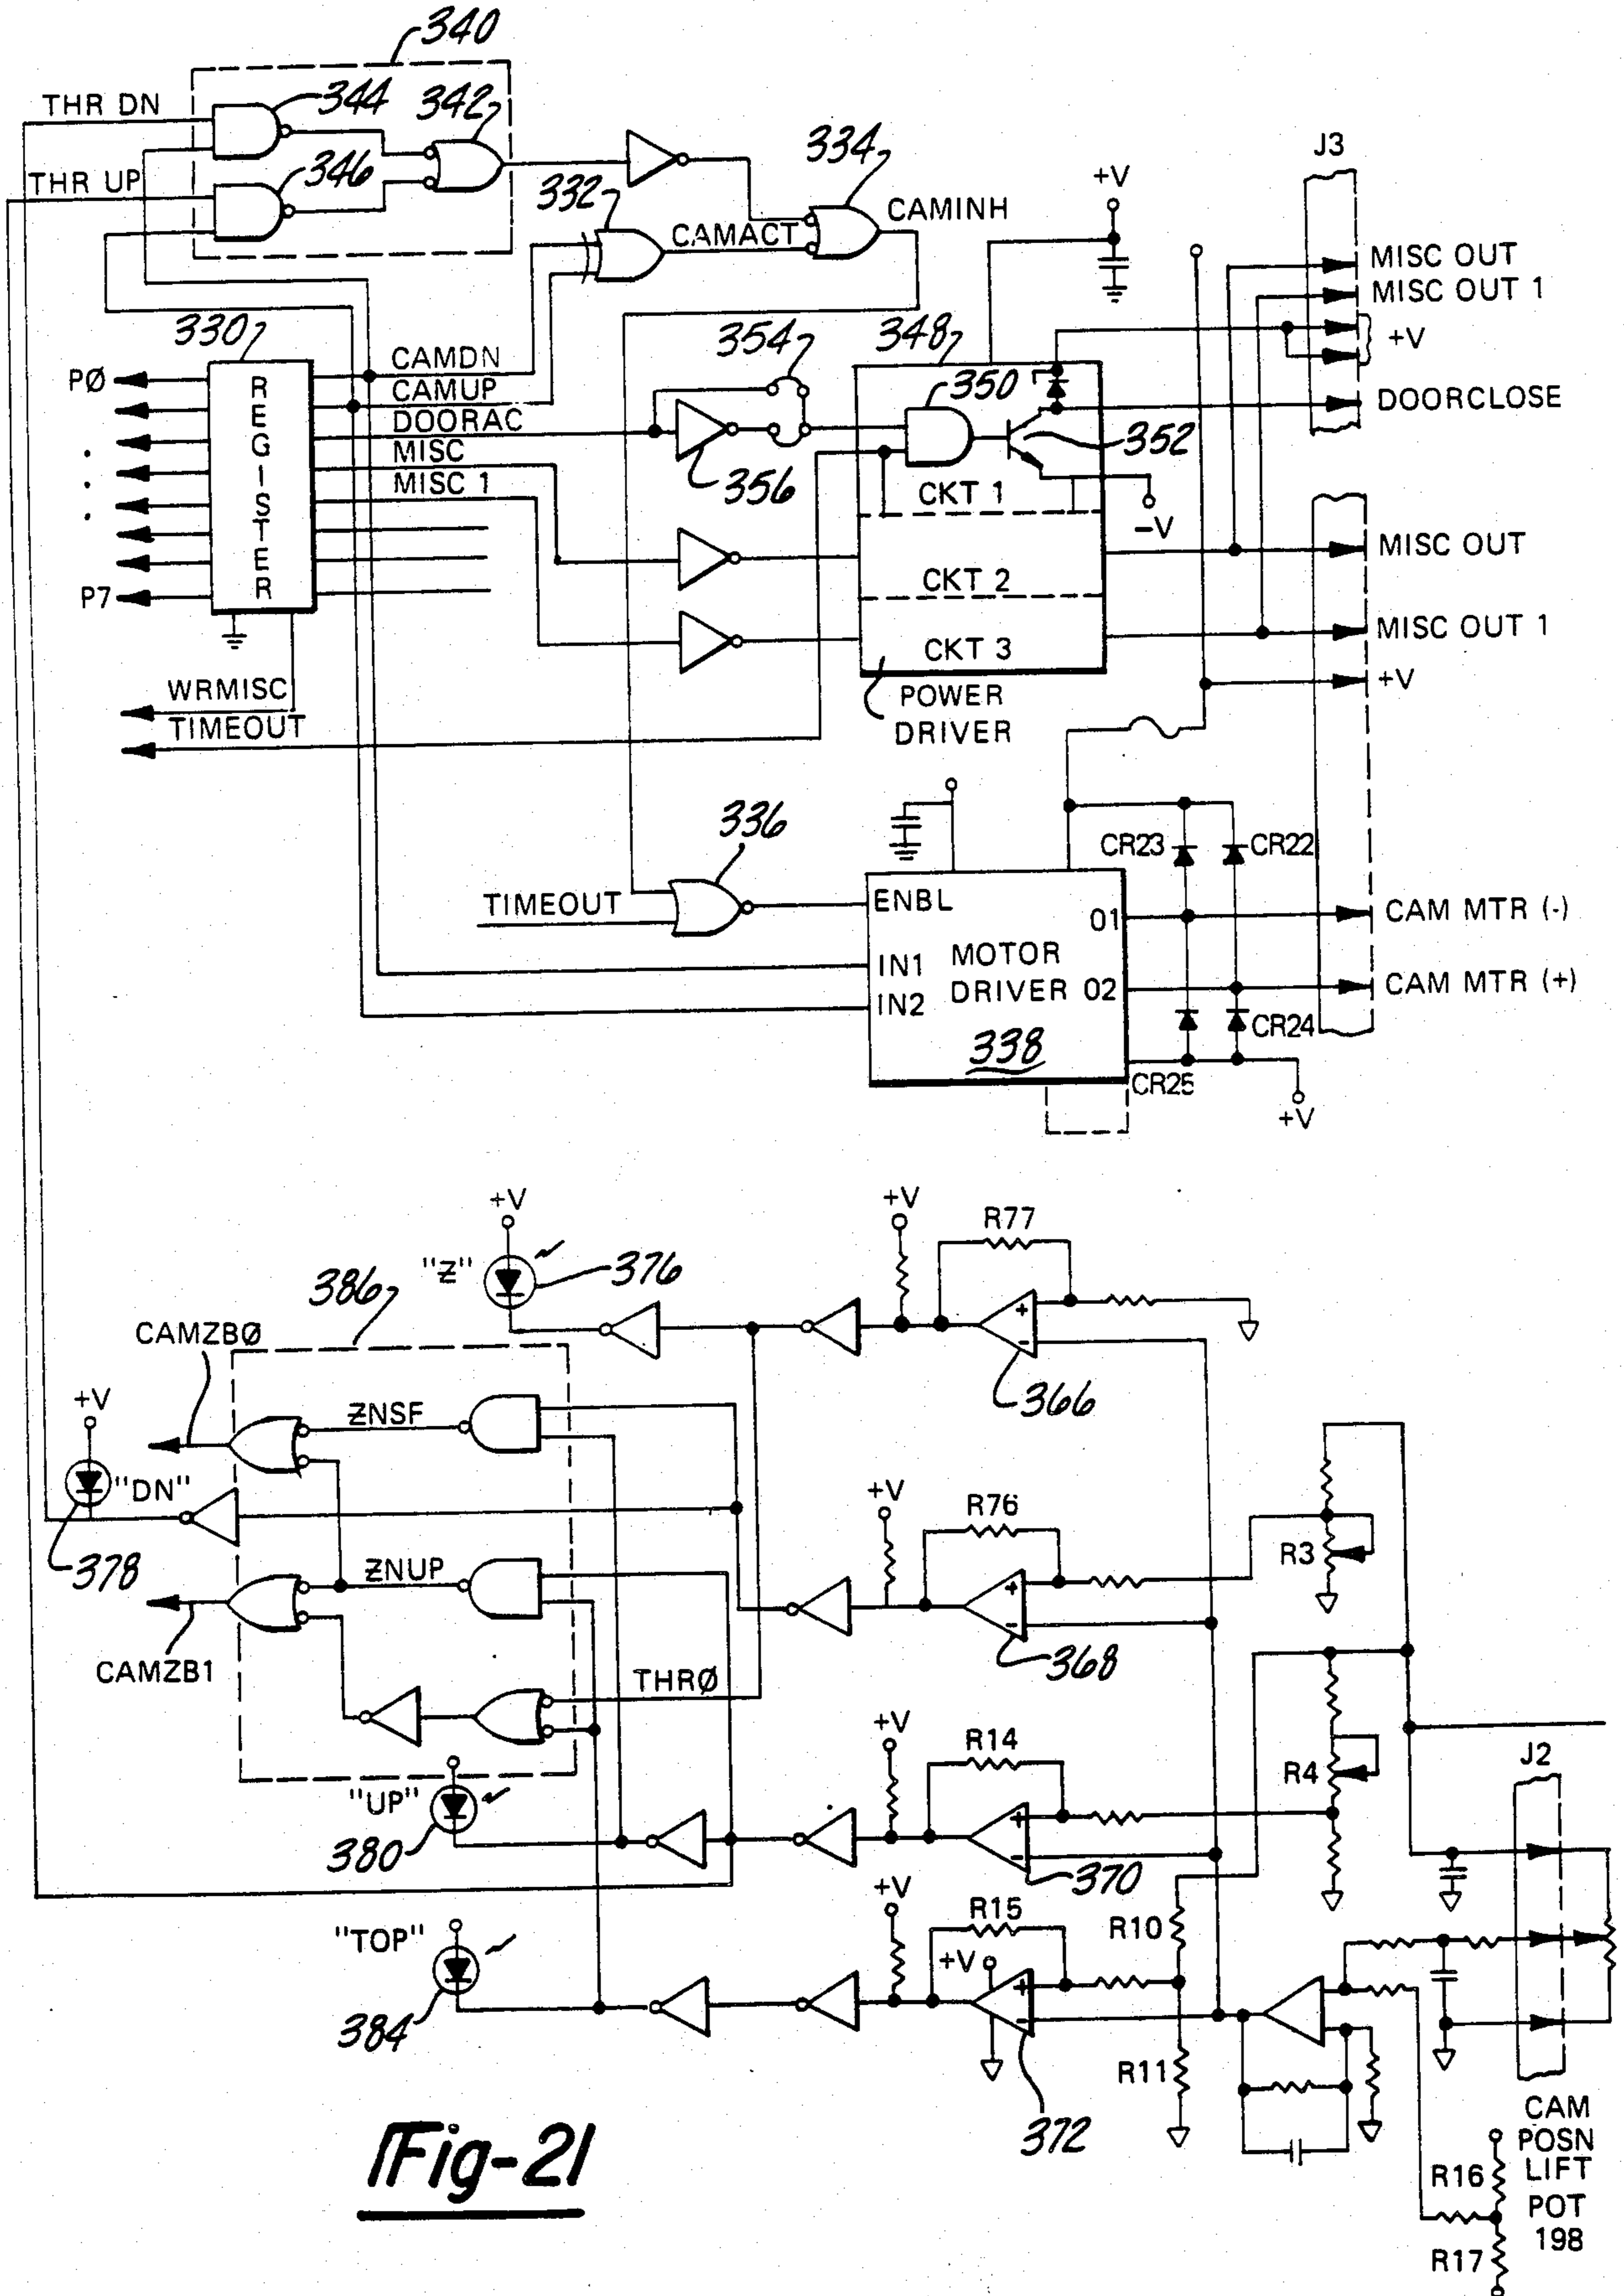 340
THR DN
344
342
THR UP
346
332
334
CAMINH
CAMACT
+V
J3
MISC OUT
MISC OUT 1
+V
DOORCLOSE
330
354
348
350
352
CAMDN
CAMUP
DOORAC
MISC
MISC 1
PØ
P7
REGISTER
356
CKT 1
-V
CKT 2
MISC OUT
CKT 3
MISC OUT 1
POWER
DRIVER
+V
WRMISC
TIMEOUT
336
TIMEOUT
ENBL
IN1
IN2
MOTOR
DRIVER
01
02
338
CR23
CR22
CR24
CR25
CAM MTR (-)
CAM MTR (+)
+V
+V
"Z"
376
+V
R77
386
CAMZBØ
366
+V
ZNSF
"DN"
378
+V
R76
R3
ZNUP
368
CAMZB1
THRØ
+V
R14
R4
J2
"UP"
380
370
+V
R15
R10
"TOP"
+V
384
372
R11
CAM
POSN
LIFT
POT
198
R16
R17
Fig-21